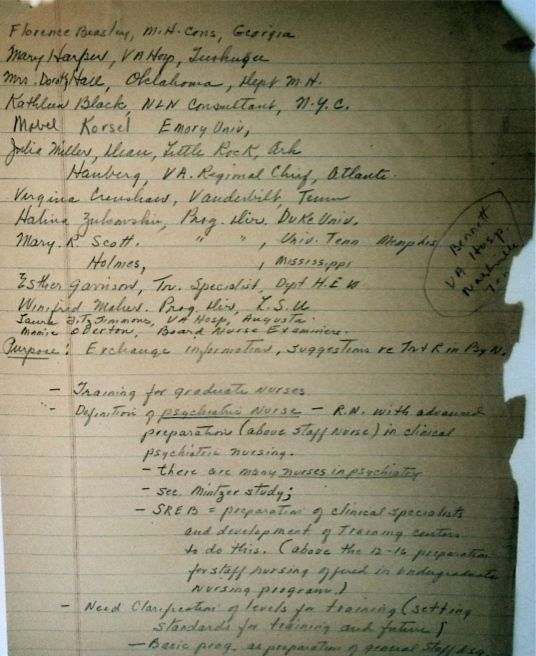 Florence Beasley, M.H. Cons, Georgia
Mary Harper, VA Hosp, Tuskegee
Mrs. Dorothy Hall, Oklahoma, Dept M.H.
Kathleen Black, NLN Consultant, N.Y.C.
Mabel Korsel Emory Univ,
Julia Miller, Dean, Little Rock, Ark
Hanberg, VA. Regional Chief, Atlanta
Virginia Crenshaw, Vanderbilt, Tenn
Halina Prog. Dir. Duke Univ.
Mary. R. Scott. " " , Univ. Tenn Memphis
Holmes, , Mississippi
Bennett
VA Hosp.
Nashville
Tenn
Esther Garrison, Tr. Specialist, Dept H.E.W.
Winifred Prog. Dir, L.S.U
Laura Fitzsimmons, VA Hosp, Augusta
Overton, Board Nurse Examiners.
Purpose: Exchange information, suggestions re Tr + R in Psy N.
- Training for graduate nurses
- Definition of psychiatric nurse - R.N. with advanced
preparation (above staff nurse) in clinical
psychiatric nursing.
- there are many nurses in psychiatry
- see. Mintzer study;
- SREB = preparation of clinical specialists
and development of training centers
to do this. (above the 12-16 preparation
for staff nursing offered in undergraduate
nursing programs)
- Need Clarification of levels for training (setting
standards for training and future)
- Basic prog. as preparation of general staff